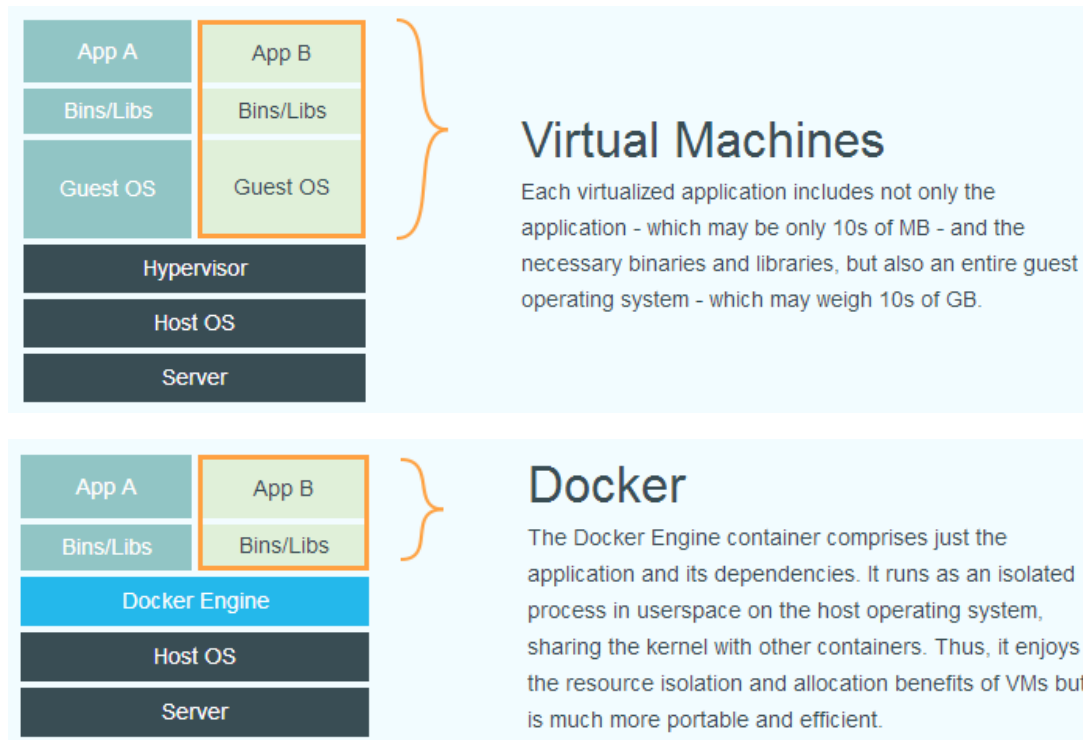 App A
App B
Bins/Libs
Bins/Libs
Guest OS
Guest OS
Hypervisor
Host OS
Server
Virtual Machines
Each virtualized application includes not only the
application - which may be only 10s of MB - and the
necessary binaries and libraries, but also an entire guest
operating system - which may weigh 10s of GB.
App A
App B
Bins/Libs
Bins/Libs
Docker Engine
Host OS
Server
Docker
The Docker Engine container comprises just the
application and its dependencies. It runs as an isolated
process in userspace on the host operating system,
sharing the kernel with other containers. Thus, it enjoys
the resource isolation and allocation benefits of VMs but
is much more portable and efficient.